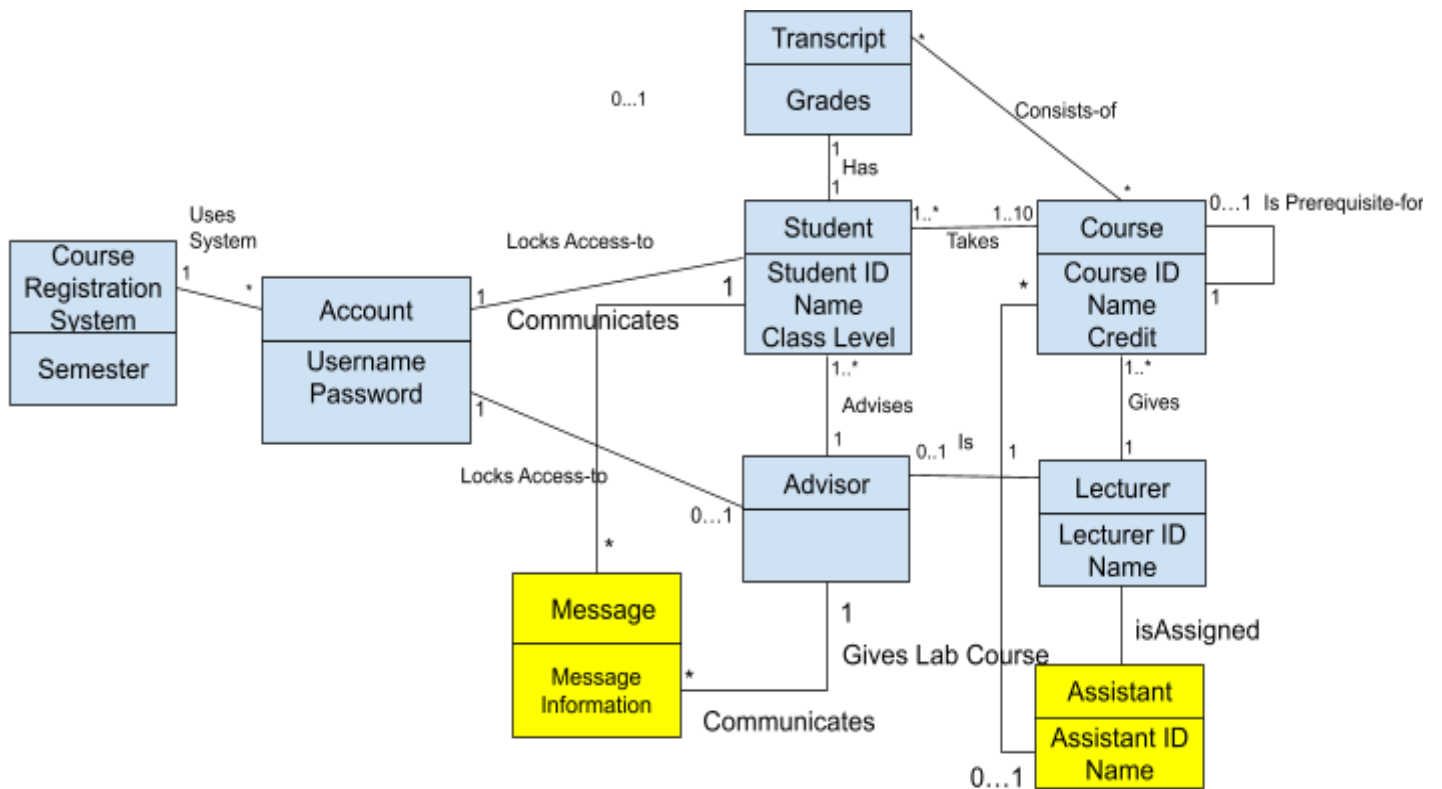 Transcript
*
Grades
0...1
Consists-of
1
Has
1
*
0...1 Is Prerequisite-for
Uses
System
1..*
1..10
Student
Takes
Course
Course
Registration
System
Locks Access-to
Student ID
Name
Class Level
Course ID
Name
Credit
1
*
1
1
*
1
Account
Communicates
Semester
Username
Password
1..*
1..*
Advises
Gives
1
1
0..1
Is
1
1
Locks Access-to
Advisor
Lecturer
0...1
Lecturer ID
Name
*
Message
1
isAssigned
Gives Lab Course
Message
Information
*
Assistant
Communicates
Assistant ID
Name
0...1